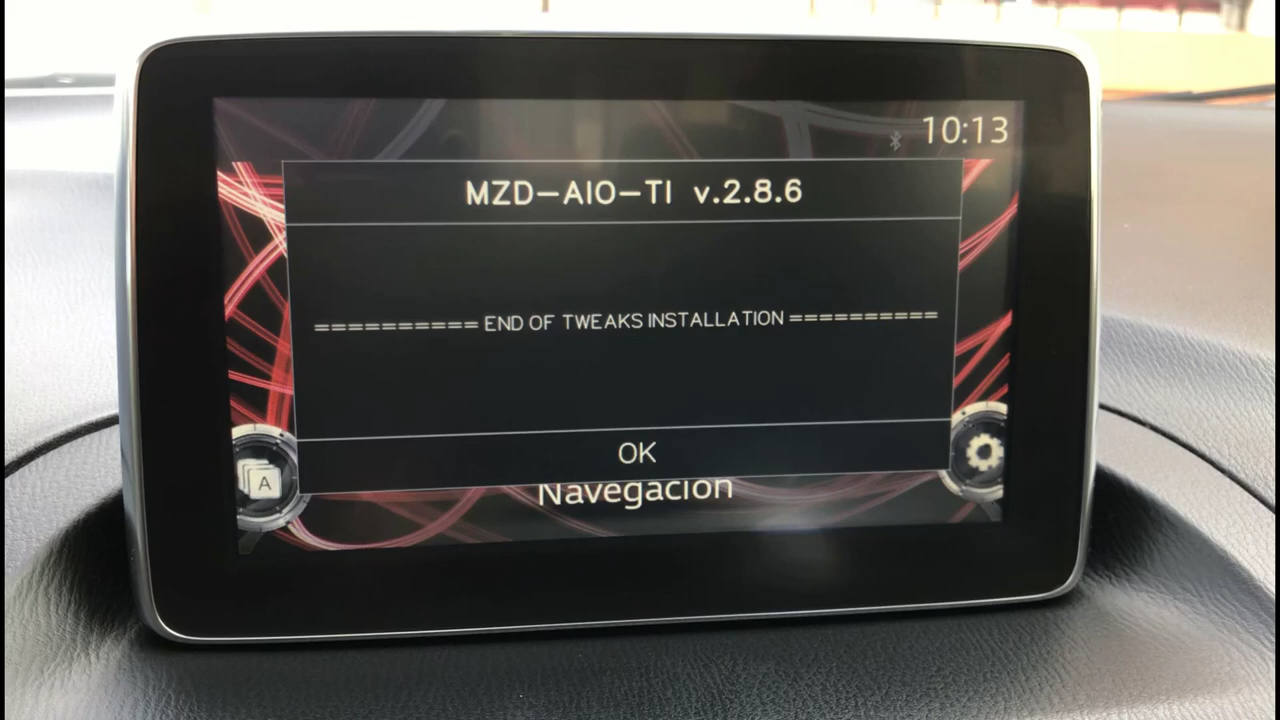 10:13
MZD-AIO-TI v.2.8.6
========== END OF TWEAKS INSTALLATION ==========
OK
A
Navegacion